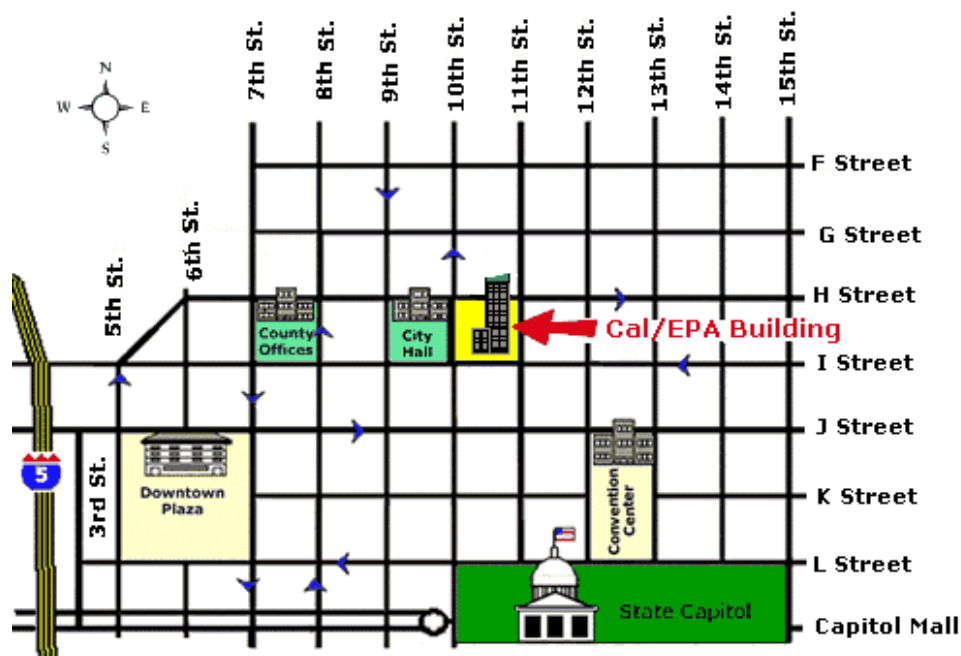 7th St.
8th St.
9th St.
10th St.
11th St.
12th St.
13th St.
14th St.
15th St.
N
W
E
S
F Street
6th St.
G Street
5th St.
H Street
County
Offices
City
Hall
Cal/EPA Building
I Street
J Street
5
3rd St.
Downtown
Plaza
Convention
Center
K Street
L Street
State Capitol
Capitol Mall